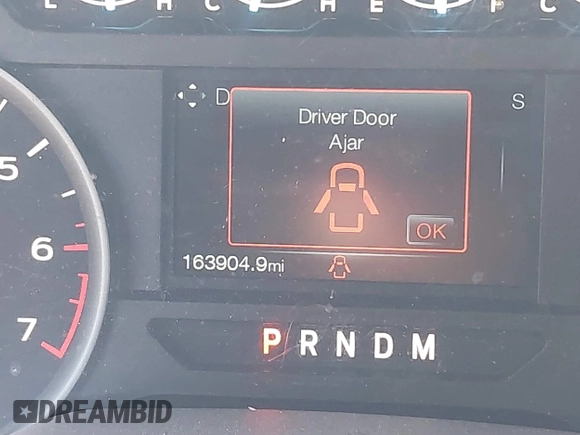 L H C H E F C
D S
Driver Door
Ajar
OK
5
6
163904.9mi
7
P R N D M
DREAMBID